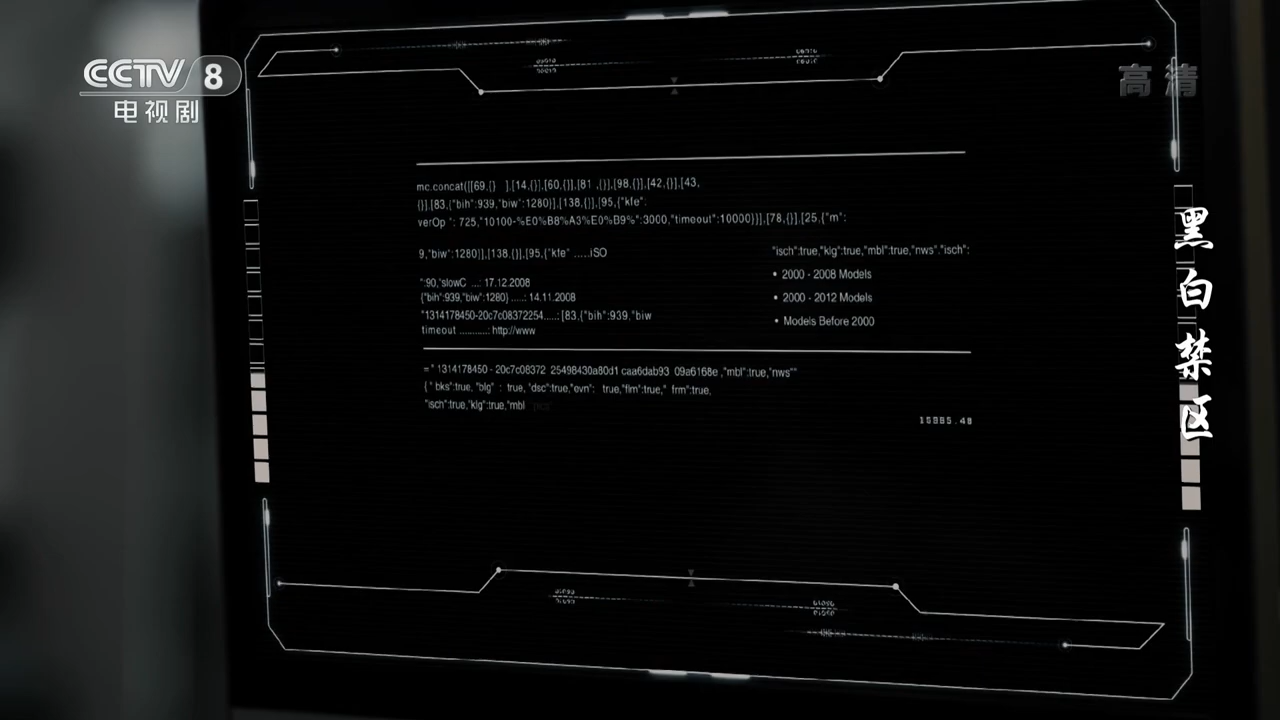 CCTV 8
电视剧
高清
黑白禁区
mc.concat([[69,{} ],[14,{}],[60,{}],[81 ,{}],[98,{}],[42,{}],[43,
{}],[83,{"bih":939,"biw":1280}],[138,{}],[95,{"kfe":
verOp ": 725,"10100-%E0%B8%A3%E0%B9%":3000,"timeout":10000}}],[78,{}],[25,{"m":
9,"biw":1280}],[138,{}],[95,{"kfe" .....iSO
":90,"slowC ...: 17.12.2008
{"bih":939,"biw":1280} .....: 14.11.2008
"1314178450-20c7c08372254.....: [83,{"bih":939,"biw
timeout ...........: http://www
"isch":true,"klg":true,"mbl":true,"nws"."isch":
• 2000 - 2008 Models
• 2000 - 2012 Models
• Models Before 2000
=" 1314178450 - 20c7c08372 25498430a80d1 caa6dab93 09a6168e ,"mbl":true,"nws""
{ " bks":true, "blg" : true, "dsc":true,"evn": true,"flm":true," frm":true,
"isch":true,"klg":true,"mbl